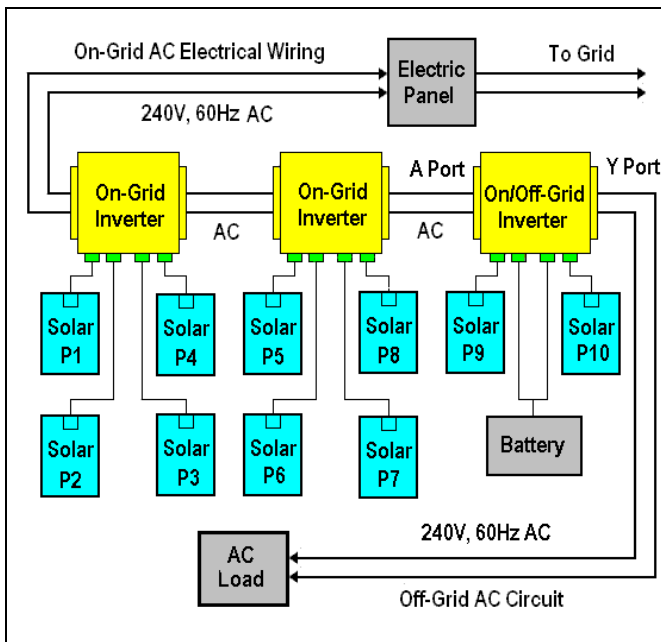 On-Grid AC Electrical Wiring
To Grid
Electric
Panel
240V, 60Hz AC
A Port
Y Port
On-Grid
Inverter
AC
On-Grid
Inverter
AC
On/Off-Grid
Inverter
Solar
P1
Solar
P4
Solar
P5
Solar
P8
Solar
P9
Solar
P10
Solar
P2
Solar
P3
Solar
P6
Solar
P7
Battery
240V, 60Hz AC
AC
Load
Off-Grid AC Circuit